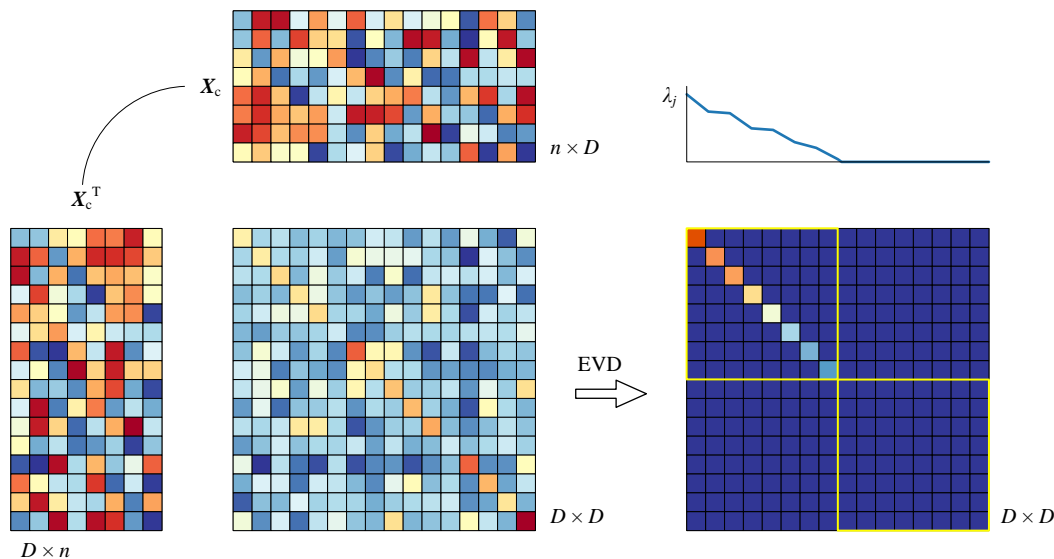 X_c
n × D
λ_j
X_c^T
EVD
D × D
D × D
D × n